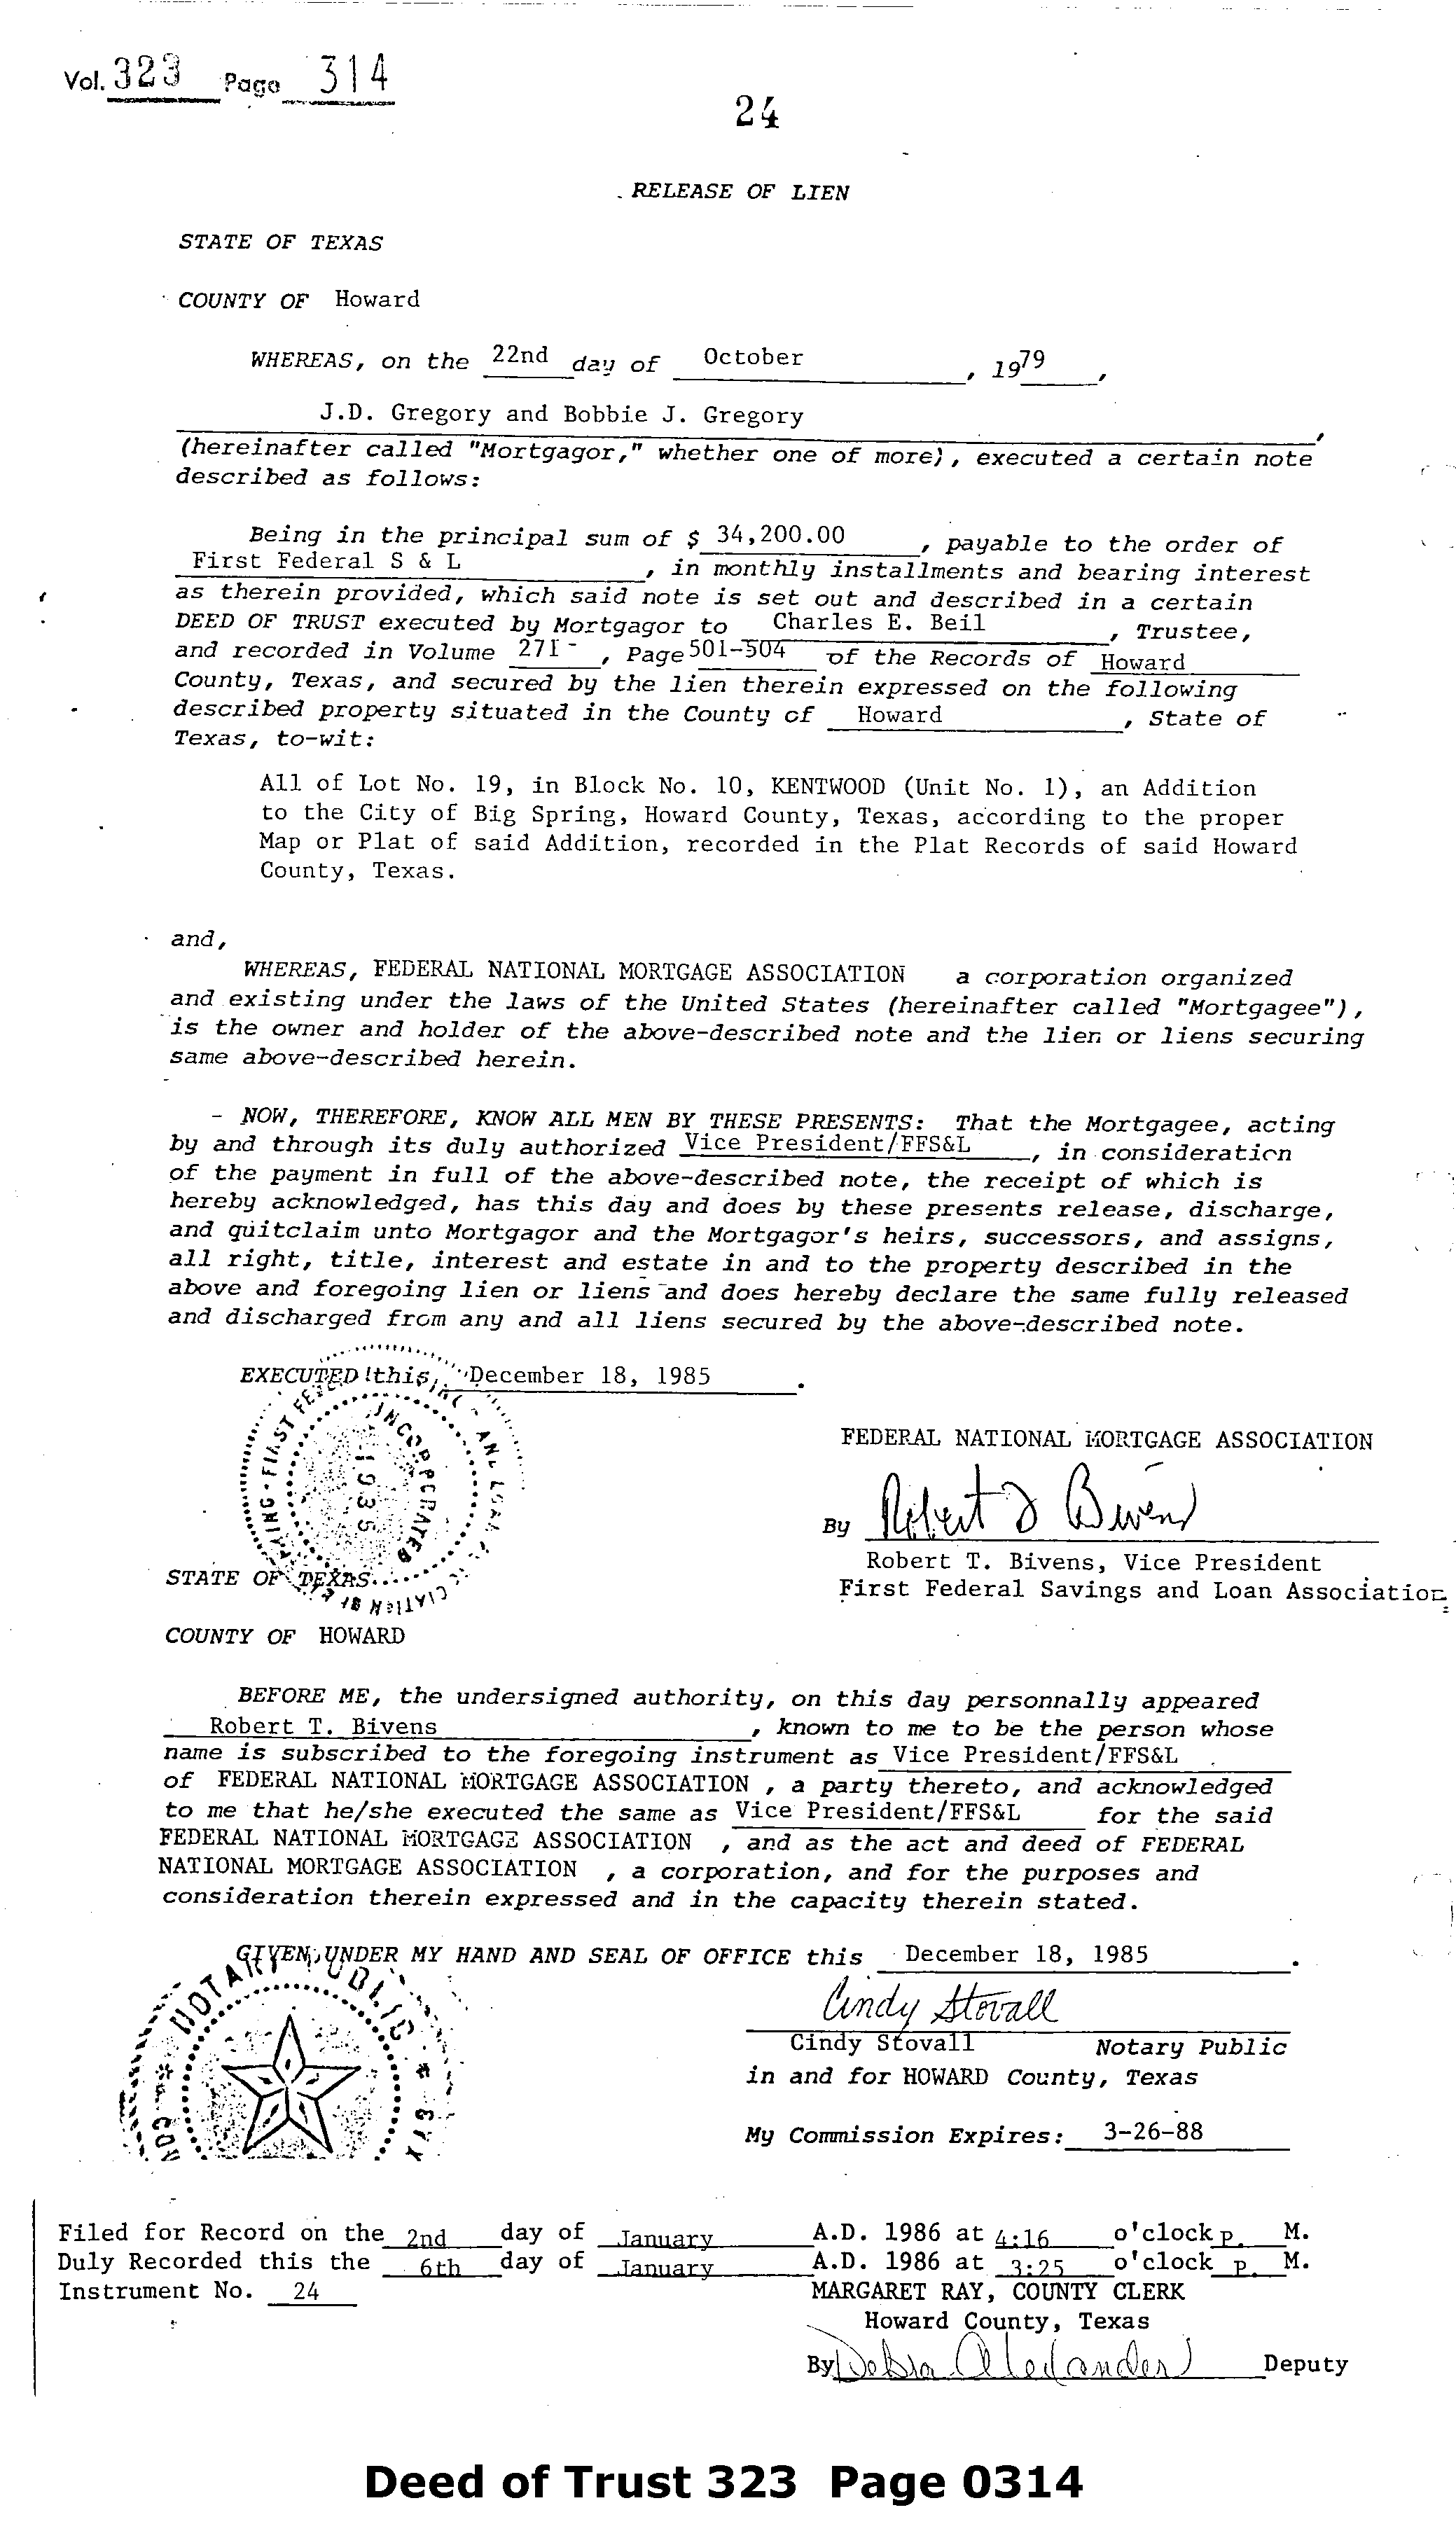 Vol. 323 Page 314
24
RELEASE OF LIEN
STATE OF TEXAS
COUNTY OF Howard
WHEREAS, on the 22nd day of October, 1979,
J.D. Gregory and Bobbie J. Gregory,
(hereinafter called "Mortgagor," whether one of more), executed a certain note
described as follows:
Being in the principal sum of $ 34,200.00, payable to the order of
First Federal S & L, in monthly installments and bearing interest
as therein provided, which said note is set out and described in a certain
DEED OF TRUST executed by Mortgagor to Charles E. Beil, Trustee,
and recorded in Volume 271-, Page 501-504 of the Records of Howard
County, Texas, and secured by the lien therein expressed on the following
described property situated in the County of Howard, State of
Texas, to-wit:
All of Lot No. 19, in Block No. 10, KENTWOOD (Unit No. 1), an Addition
to the City of Big Spring, Howard County, Texas, according to the proper
Map or Plat of said Addition, recorded in the Plat Records of said Howard
County, Texas.
and,
WHEREAS, FEDERAL NATIONAL MORTGAGE ASSOCIATION a corporation organized
and existing under the laws of the United States (hereinafter called "Mortgagee"),
is the owner and holder of the above-described note and the lien or liens securing
same above-described herein.
- NOW, THEREFORE, KNOW ALL MEN BY THESE PRESENTS: That the Mortgagee, acting
by and through its duly authorized Vice President/FFS&L, in consideration
of the payment in full of the above-described note, the receipt of which is
hereby acknowledged, has this day and does by these presents release, discharge,
and quitclaim unto Mortgagor and the Mortgagor's heirs, successors, and assigns,
all right, title, interest and estate in and to the property described in the
above and foregoing lien or liens and does hereby declare the same fully released
and discharged from any and all liens secured by the above-described note.
EXECUTED this December 18, 1985.
INCORPORATED
1935
FEDERAL NATIONAL MORTGAGE ASSOCIATION
By Robert T Bivens
Robert T. Bivens, Vice President
First Federal Savings and Loan Association
STATE OF TEXAS
COUNTY OF HOWARD
BEFORE ME, the undersigned authority, on this day personnally appeared
Robert T. Bivens, known to me to be the person whose
name is subscribed to the foregoing instrument as Vice President/FFS&L
of FEDERAL NATIONAL MORTGAGE ASSOCIATION, a party thereto, and acknowledged
to me that he/she executed the same as Vice President/FFS&L for the said
FEDERAL NATIONAL MORTGAGE ASSOCIATION, and as the act and deed of FEDERAL
NATIONAL MORTGAGE ASSOCIATION, a corporation, and for the purposes and
consideration therein expressed and in the capacity therein stated.
GIVEN UNDER MY HAND AND SEAL OF OFFICE this December 18, 1985.
NOTARY PUBLIC
Cindy Stovall
Cindy Stovall Notary Public
in and for HOWARD County, Texas
My Commission Expires: 3-26-88
Filed for Record on the 2nd day of January A.D. 1986 at 4:16 o'clock p. M.
Duly Recorded this the 6th day of January A.D. 1986 at 3:25 o'clock p. M.
Instrument No. 24 MARGARET RAY, COUNTY CLERK
Howard County, Texas
By Debra Alexander Deputy
Deed of Trust 323 Page 0314